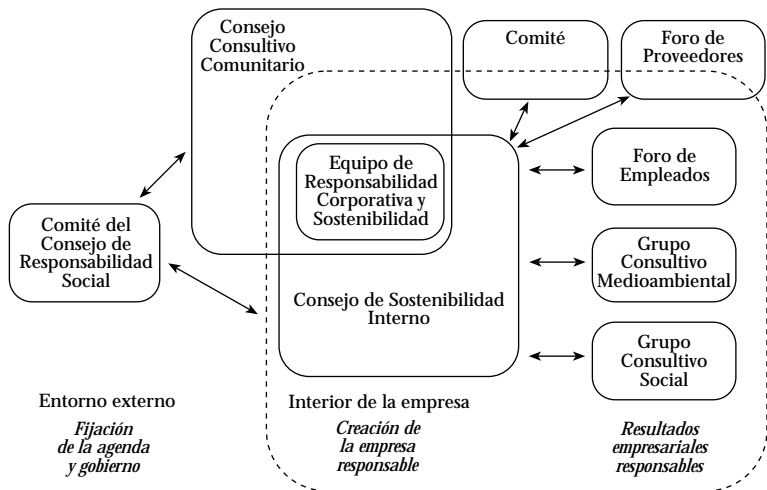 Consejo
Consultivo
Comunitario
Comité
Foro de
Proveedores
Equipo de
Responsabilidad
Corporativa y
Sostenibilidad
Foro de
Empleados
Comité del
Consejo de
Responsabilidad
Social
Grupo
Consultivo
Medioambiental
Consejo de Sostenibilidad
Interno
Grupo
Consultivo
Social
Entorno externo
Fijación
de la agenda
y gobierno
Interior de la empresa
Creación de
la empresa
responsable
Resultados
empresariales
responsables